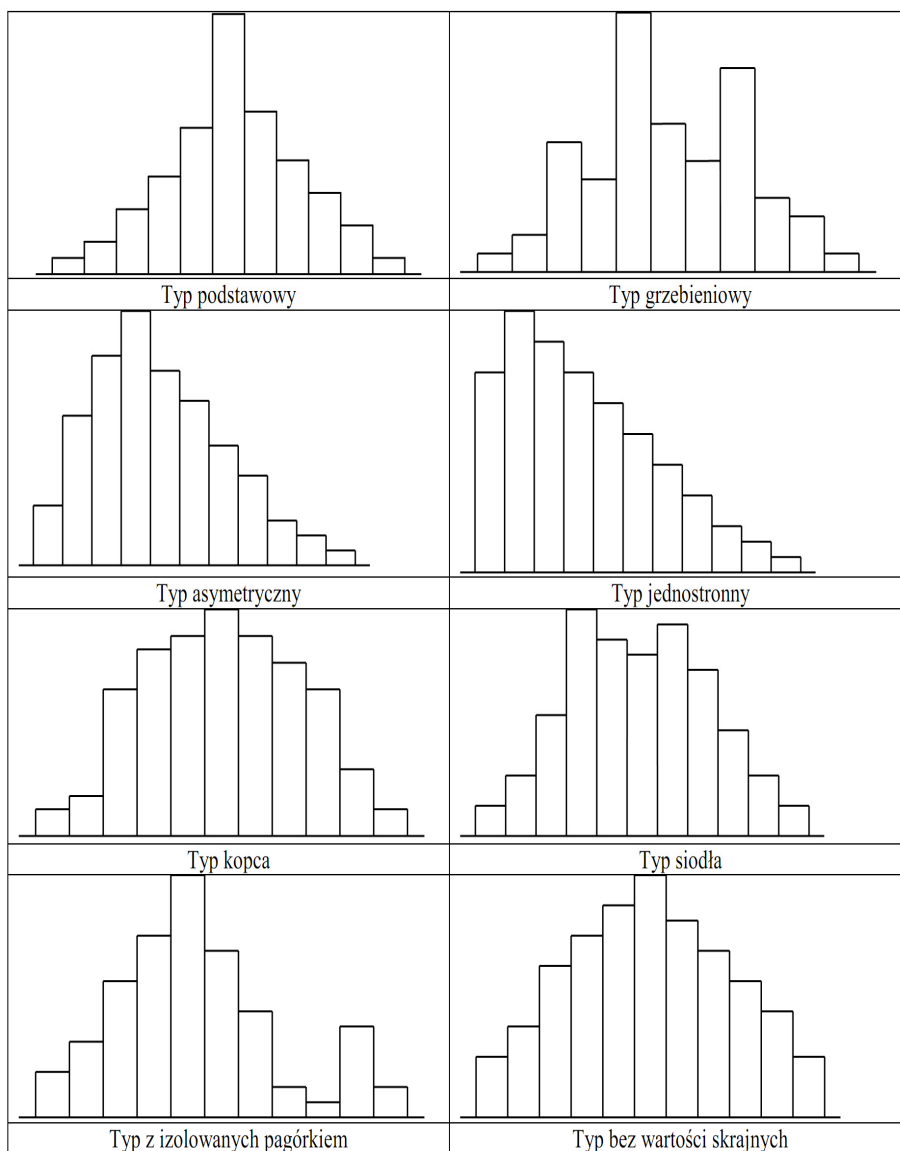 Typ podstawowy
Typ grzebieniowy
Typ asymetryczny
Typ jednostronny
Typ kopca
Typ siodła
Typ z izolowanych pagórkiem
Typ bez wartości skrajnych